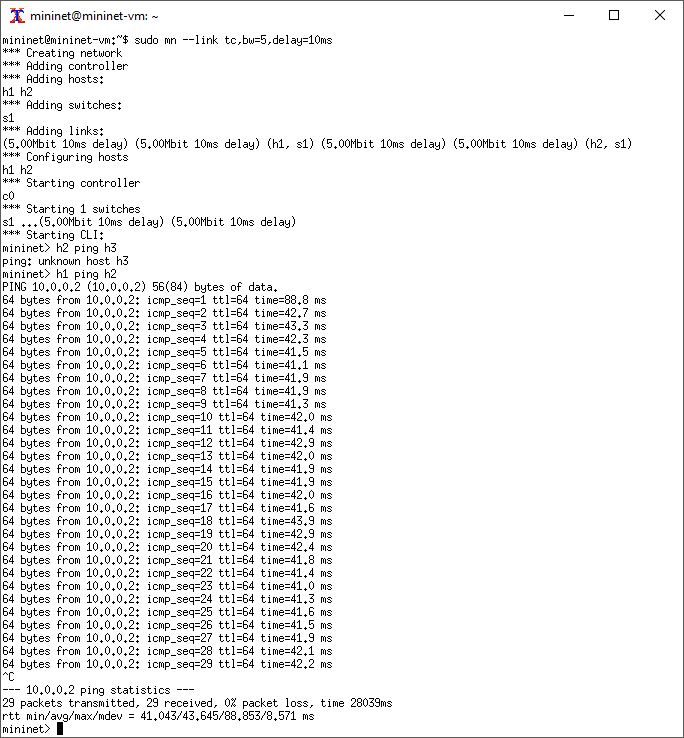 mininet@mininet-vm: ~
mininet@mininet-vm:~$ sudo mn --link tc,bw=5,delay=10ms
*** Creating network
*** Adding controller
*** Adding hosts:
h1 h2
*** Adding switches:
s1
*** Adding links:
(5.00Mbit 10ms delay) (5.00Mbit 10ms delay) (h1, s1) (5.00Mbit 10ms delay) (5.00Mbit 10ms delay) (h2, s1)
*** Configuring hosts
h1 h2
*** Starting controller
c0
*** Starting 1 switches
s1 ...(5.00Mbit 10ms delay) (5.00Mbit 10ms delay)
*** Starting CLI:
mininet> h2 ping h3
ping: unknown host h3
mininet> h1 ping h2
PING 10.0.0.2 (10.0.0.2) 56(84) bytes of data.
64 bytes from 10.0.0.2: icmp_seq=1 ttl=64 time=88.8 ms
64 bytes from 10.0.0.2: icmp_seq=2 ttl=64 time=42.7 ms
64 bytes from 10.0.0.2: icmp_seq=3 ttl=64 time=43.3 ms
64 bytes from 10.0.0.2: icmp_seq=4 ttl=64 time=42.3 ms
64 bytes from 10.0.0.2: icmp_seq=5 ttl=64 time=41.5 ms
64 bytes from 10.0.0.2: icmp_seq=6 ttl=64 time=41.1 ms
64 bytes from 10.0.0.2: icmp_seq=7 ttl=64 time=41.9 ms
64 bytes from 10.0.0.2: icmp_seq=8 ttl=64 time=41.9 ms
64 bytes from 10.0.0.2: icmp_seq=9 ttl=64 time=41.3 ms
64 bytes from 10.0.0.2: icmp_seq=10 ttl=64 time=42.0 ms
64 bytes from 10.0.0.2: icmp_seq=11 ttl=64 time=41.4 ms
64 bytes from 10.0.0.2: icmp_seq=12 ttl=64 time=42.9 ms
64 bytes from 10.0.0.2: icmp_seq=13 ttl=64 time=42.0 ms
64 bytes from 10.0.0.2: icmp_seq=14 ttl=64 time=41.9 ms
64 bytes from 10.0.0.2: icmp_seq=15 ttl=64 time=41.9 ms
64 bytes from 10.0.0.2: icmp_seq=16 ttl=64 time=42.0 ms
64 bytes from 10.0.0.2: icmp_seq=17 ttl=64 time=41.6 ms
64 bytes from 10.0.0.2: icmp_seq=18 ttl=64 time=43.9 ms
64 bytes from 10.0.0.2: icmp_seq=19 ttl=64 time=42.9 ms
64 bytes from 10.0.0.2: icmp_seq=20 ttl=64 time=42.4 ms
64 bytes from 10.0.0.2: icmp_seq=21 ttl=64 time=41.8 ms
64 bytes from 10.0.0.2: icmp_seq=22 ttl=64 time=41.4 ms
64 bytes from 10.0.0.2: icmp_seq=23 ttl=64 time=41.0 ms
64 bytes from 10.0.0.2: icmp_seq=24 ttl=64 time=41.3 ms
64 bytes from 10.0.0.2: icmp_seq=25 ttl=64 time=41.6 ms
64 bytes from 10.0.0.2: icmp_seq=26 ttl=64 time=41.5 ms
64 bytes from 10.0.0.2: icmp_seq=27 ttl=64 time=41.9 ms
64 bytes from 10.0.0.2: icmp_seq=28 ttl=64 time=42.1 ms
64 bytes from 10.0.0.2: icmp_seq=29 ttl=64 time=42.2 ms
^C
--- 10.0.0.2 ping statistics ---
29 packets transmitted, 29 received, 0% packet loss, time 28039ms
rtt min/avg/max/mdev = 41.043/43.645/88.853/8.571 ms
mininet>